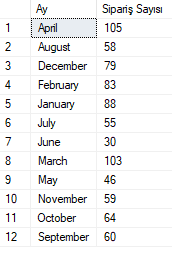 Ay Sipariş Sayısı
1 April 105
2 August 58
3 December 79
4 February 83
5 January 88
6 July 55
7 June 30
8 March 103
9 May 46
10 November 59
11 October 64
12 September 60